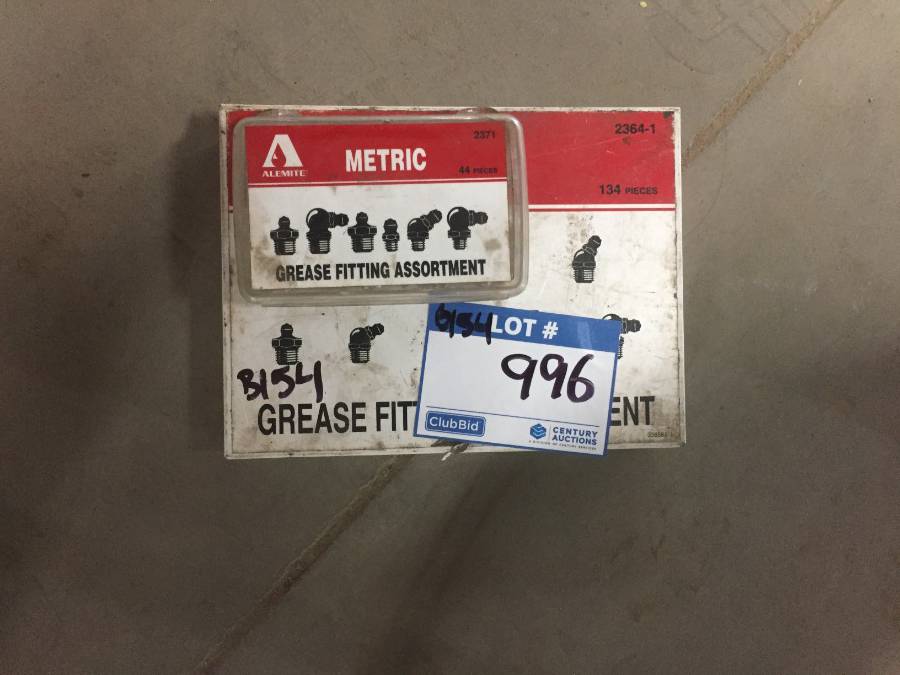 2371
METRIC
ALEMITE
44 PIECES
GREASE FITTING ASSORTMENT
2364-1
134 PIECES
B154
GREASE FIT
ENT
B154
LOT #
996
ClubBid
CENTURY
AUCTIONS